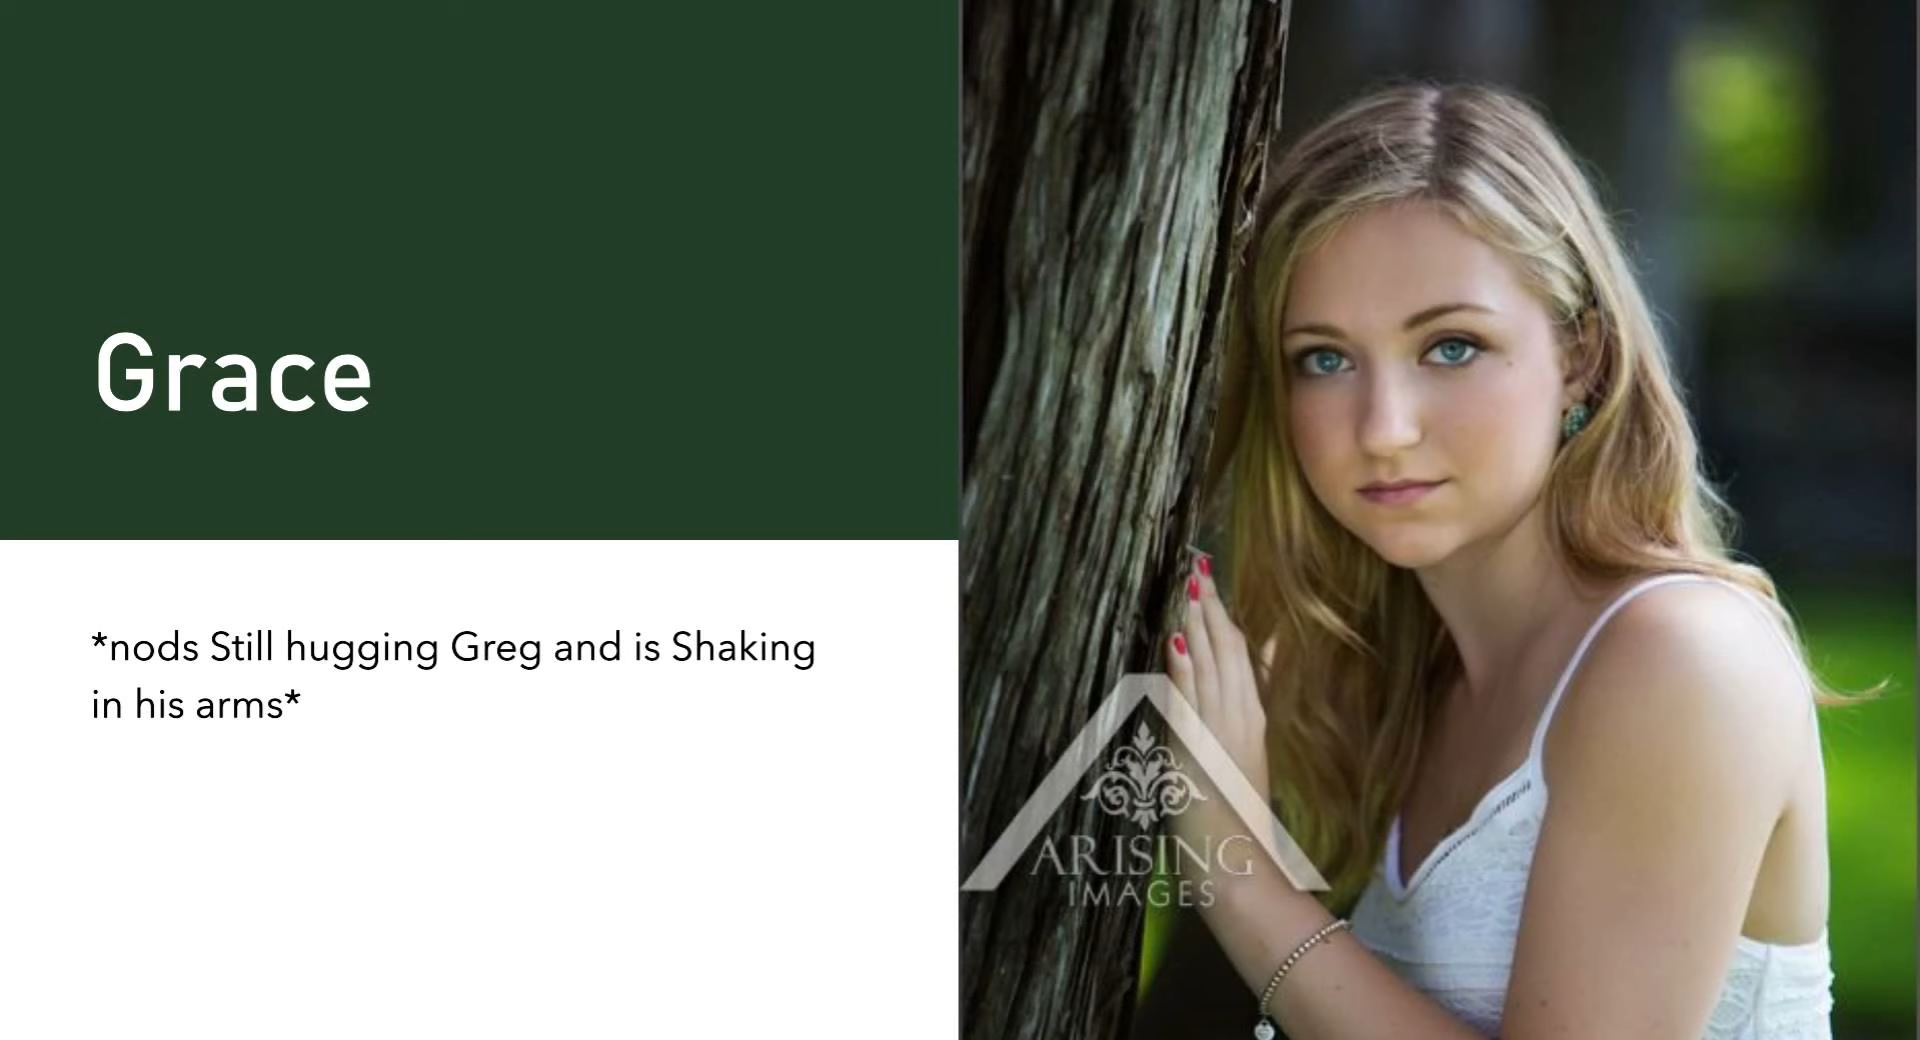 Grace
*nods Still hugging Greg and is Shaking
in his arms*
ARISING
IMAGES